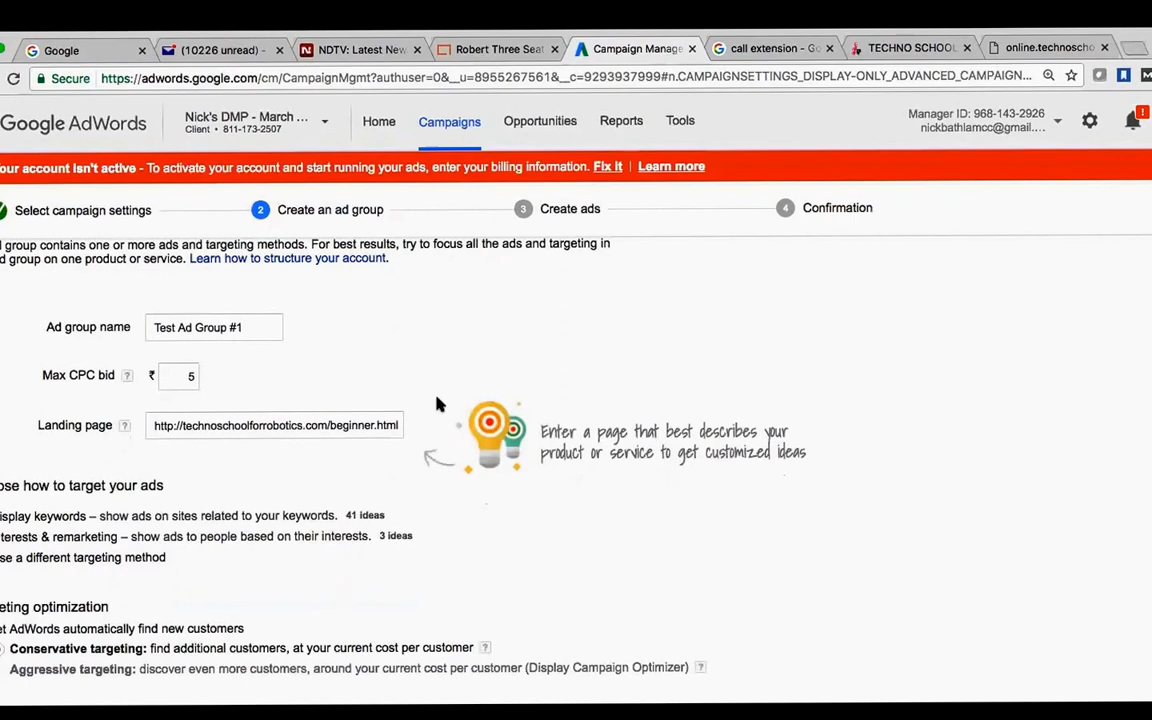 Google
(10226 unread) -
NDTV: Latest New
Robert Three Seat
Campaign Manage
call extension - Go
TECHNO SCHOOL
online.technoscho
Secure
https://adwords.google.com/cm/CampaignMgmt?authuser=0&__u=8955267561&__c=9293937999#n.CAMPAIGNSETTINGS_DISPLAY-ONLY_ADVANCED_CAMPAIGN...
Google AdWords
Nick's DMP - March ...
Client • 811-173-2507
Home
Campaigns
Opportunities
Reports
Tools
Manager ID: 968-143-2926
nickbathlamcc@gmail....
!
our account isn't active - To activate your account and start running your ads, enter your billing information. Fix It | Learn more
Select campaign settings
2 Create an ad group
3 Create ads
4 Confirmation
d group contains one or more ads and targeting methods. For best results, try to focus all the ads and targeting in
d group on one product or service. Learn how to structure your account.
Ad group name
Test Ad Group #1
Max CPC bid ? ₹ 5
Landing page ? http://technoschoolforrobotics.com/beginner.html
Enter a page that best describes your
product or service to get customized ideas
ose how to target your ads
isplay keywords – show ads on sites related to your keywords. 41 ideas
terests & remarketing – show ads to people based on their interests. 3 ideas
se a different targeting method
eting optimization
et AdWords automatically find new customers
Conservative targeting: find additional customers, at your current cost per customer ?
Aggressive targeting: discover even more customers, around your current cost per customer (Display Campaign Optimizer) ?